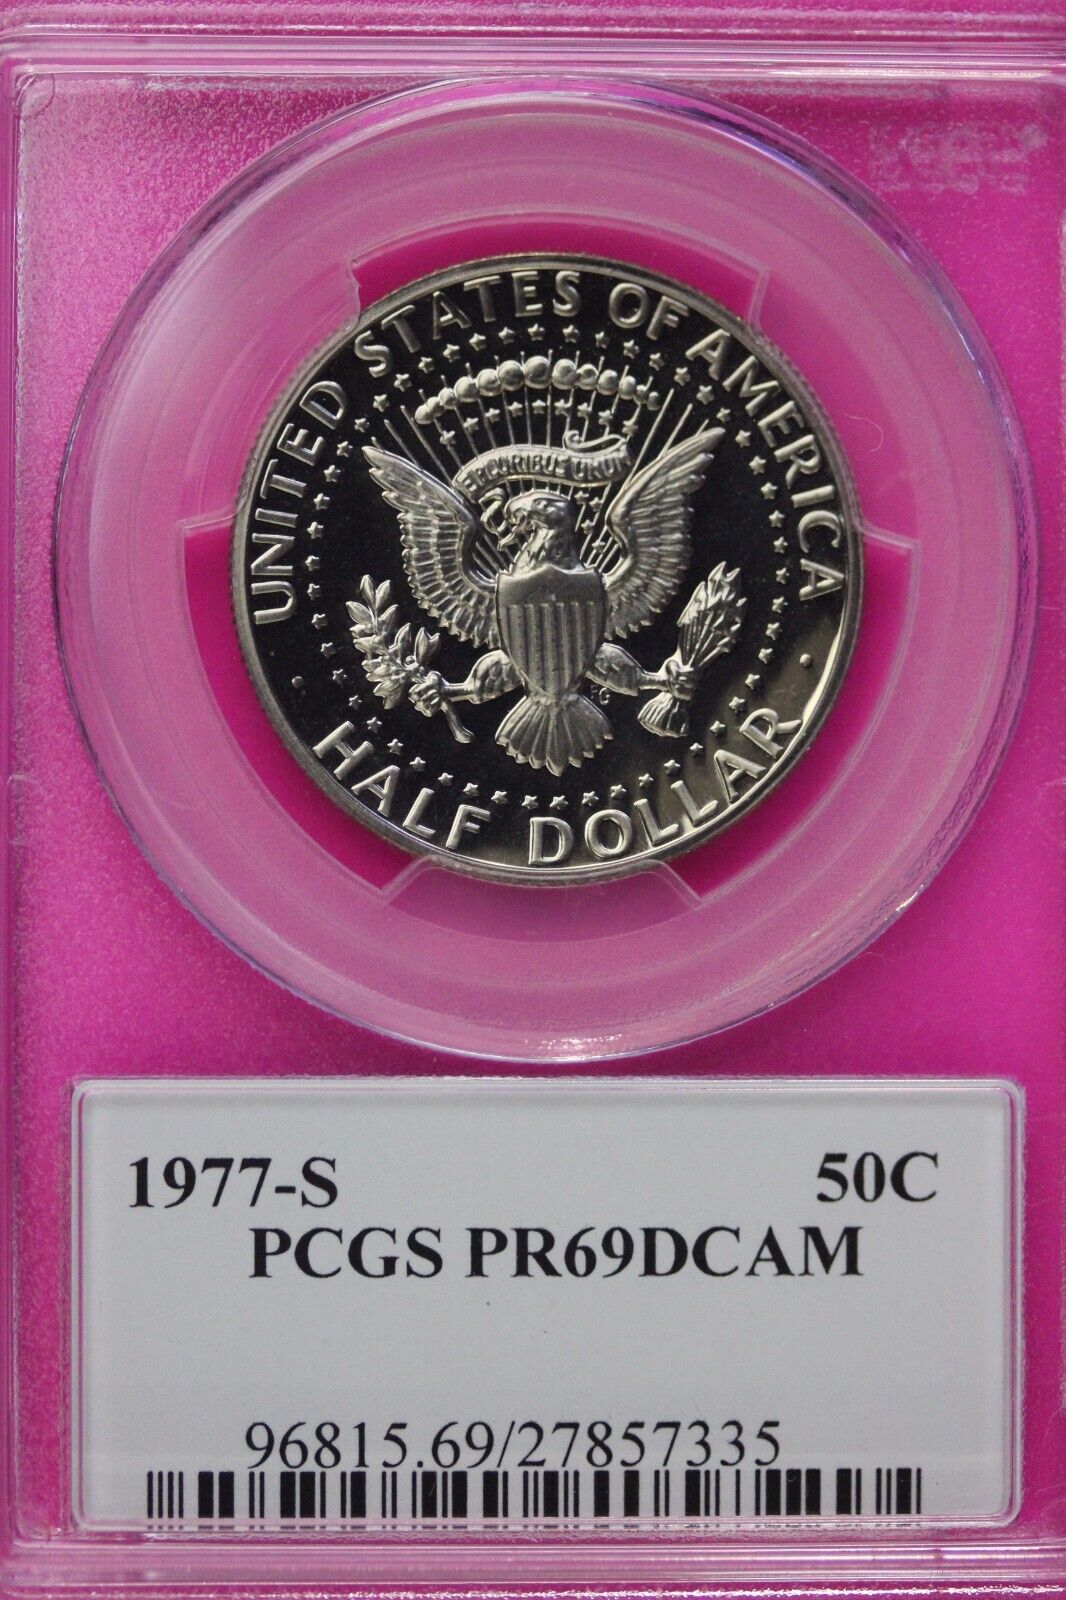 UNITED STATES OF AMERICA
E PLURIBUS UNUM
FG
HALF DOLLAR
1977-S 50C
PCGS PR69DCAM
96815.69/27857335